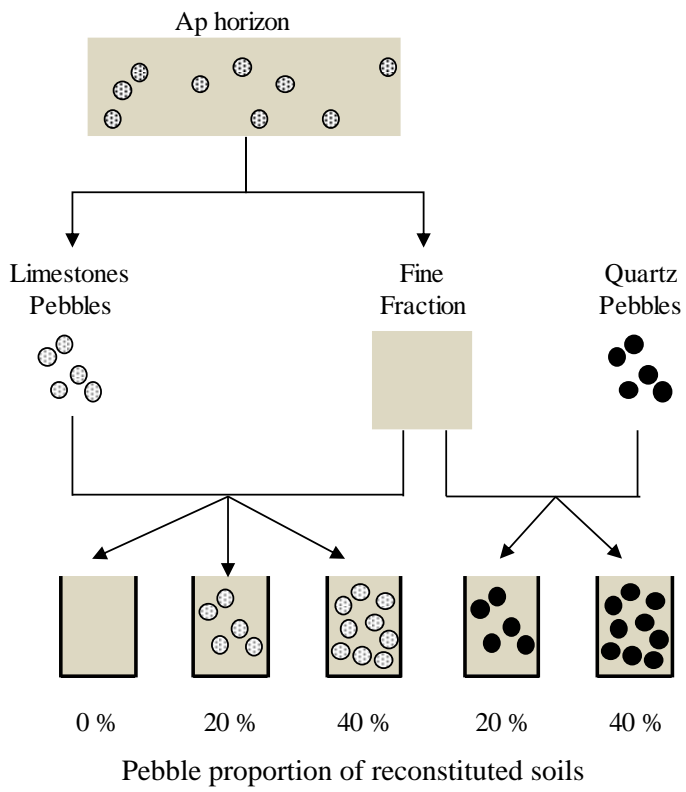 Ap horizon
Limestones
Pebbles
Fine
Fraction
Quartz
Pebbles
0 %
20 %
40 %
20 %
40 %
Pebble proportion of reconstituted soils